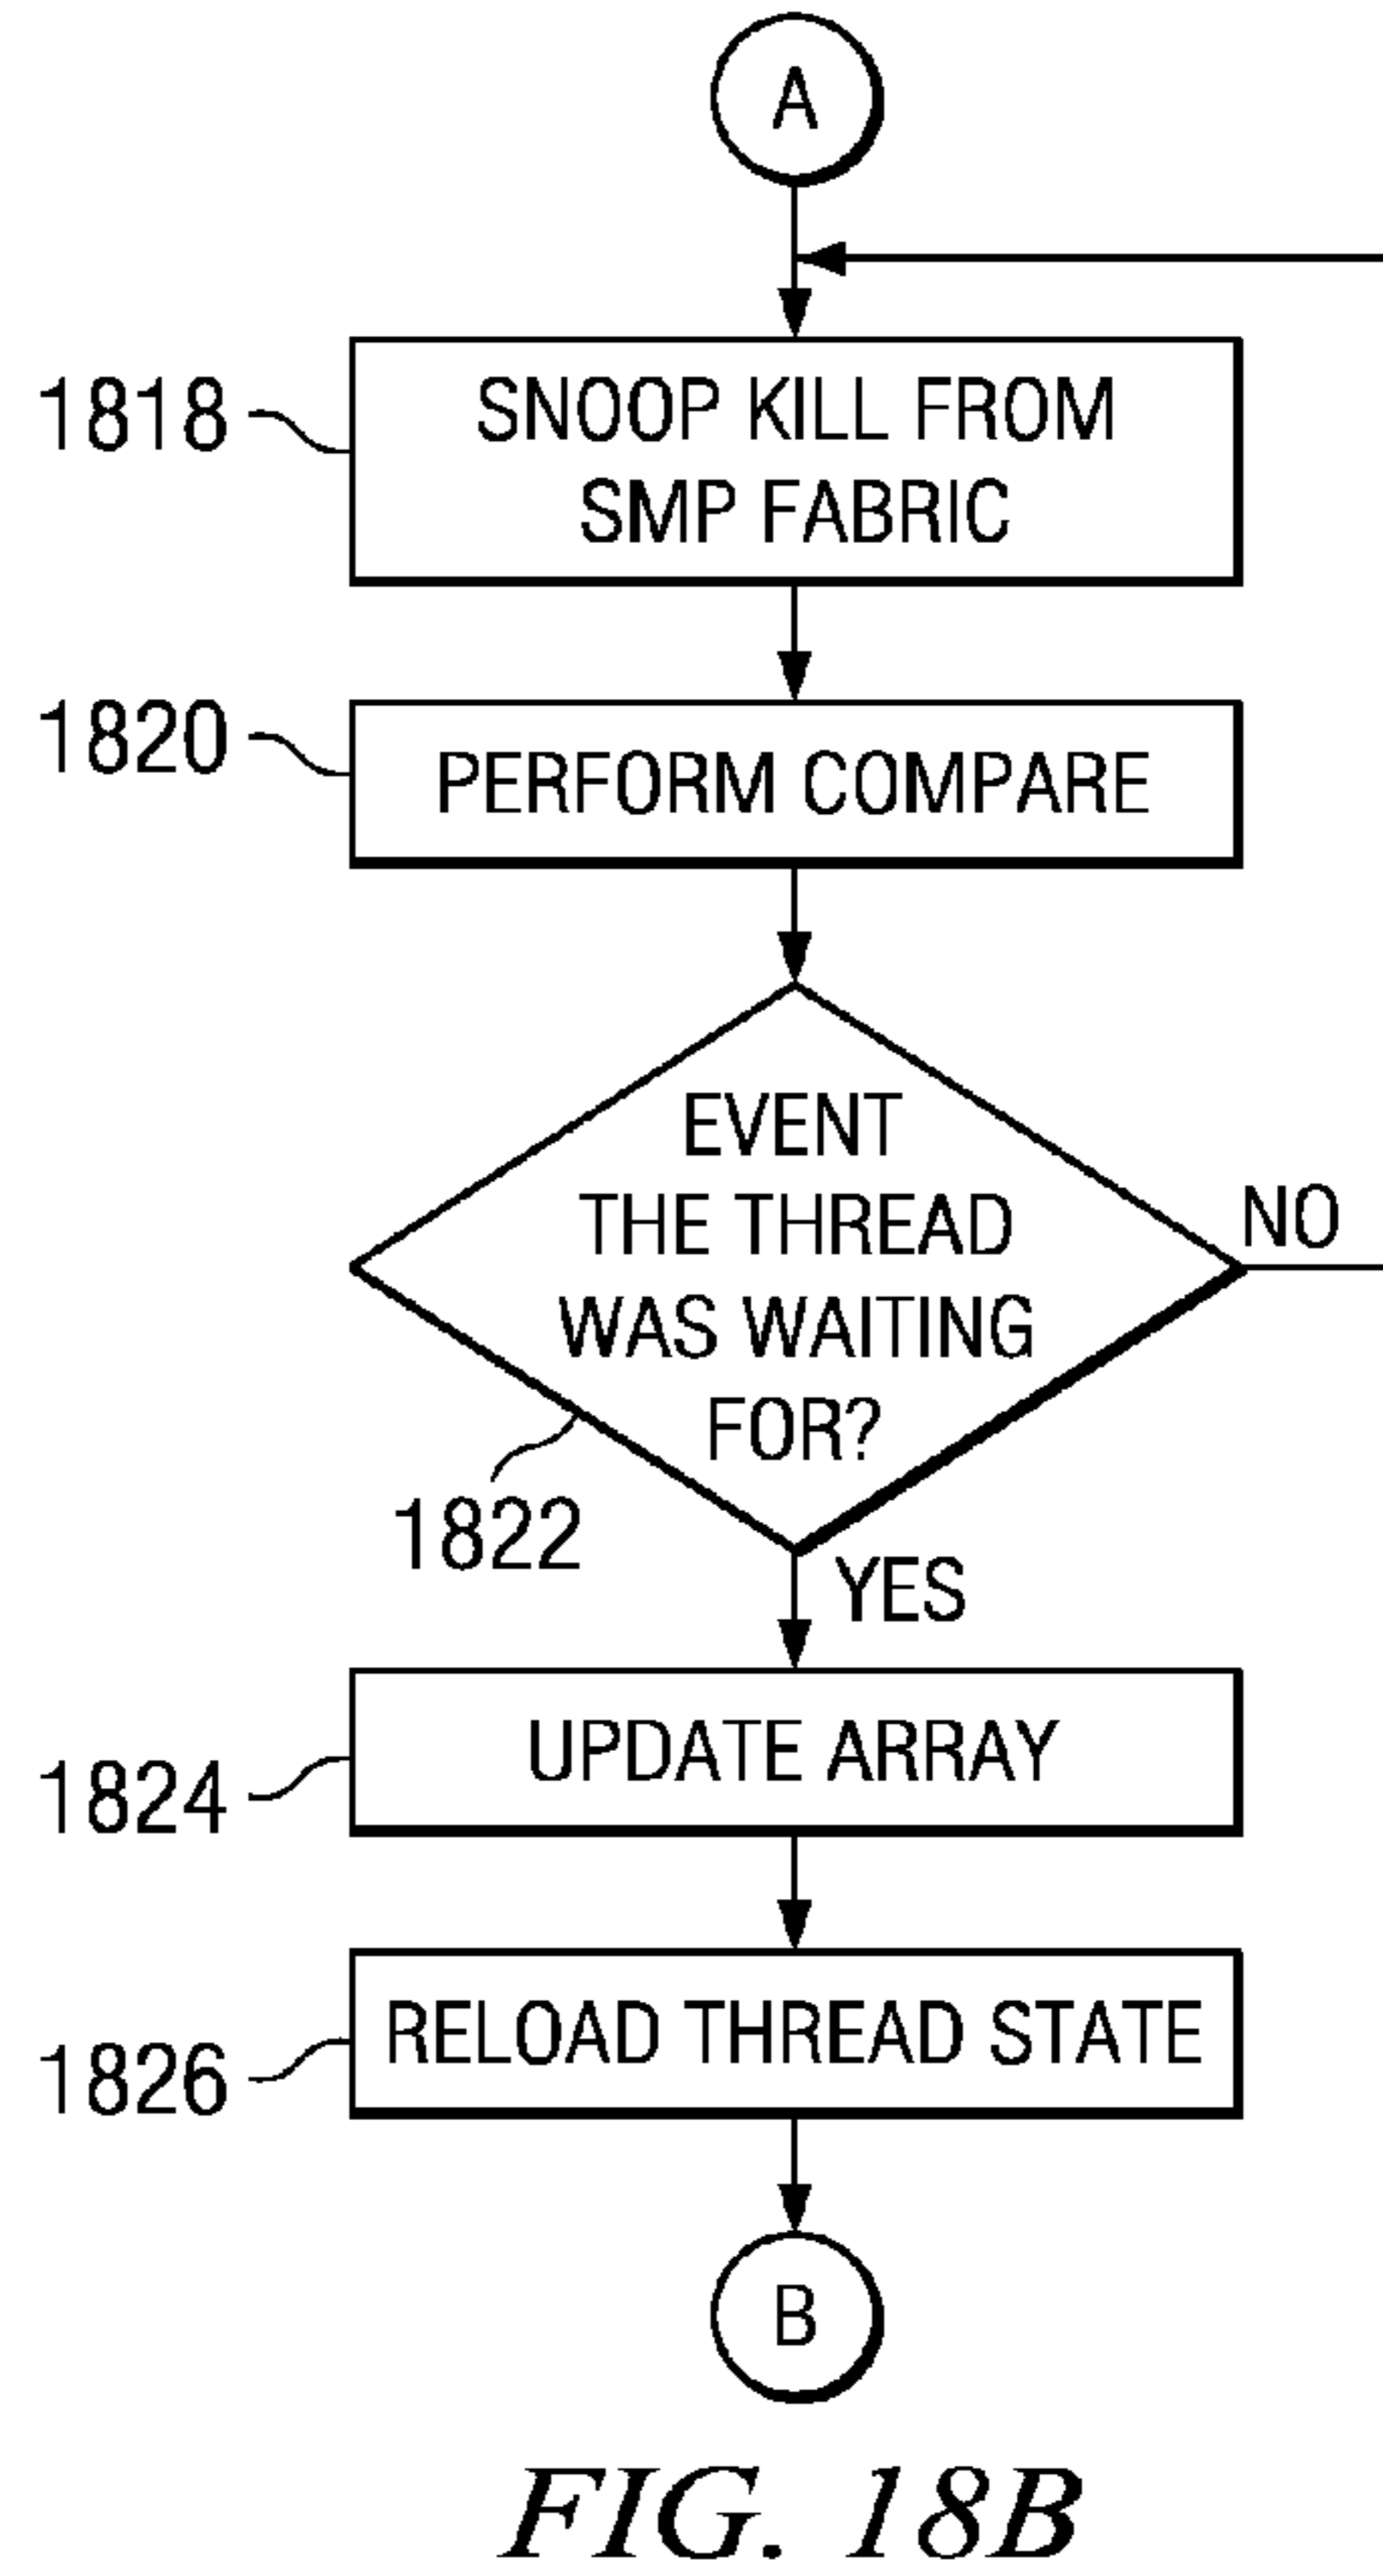 A
1818
SNOOP KILL FROM
SMP FABRIC
1820
PERFORM COMPARE
EVENT
THE THREAD
WAS WAITING
FOR?
NO
1822
YES
1824
UPDATE ARRAY
1826
RELOAD THREAD STATE
B
FIG. 18B